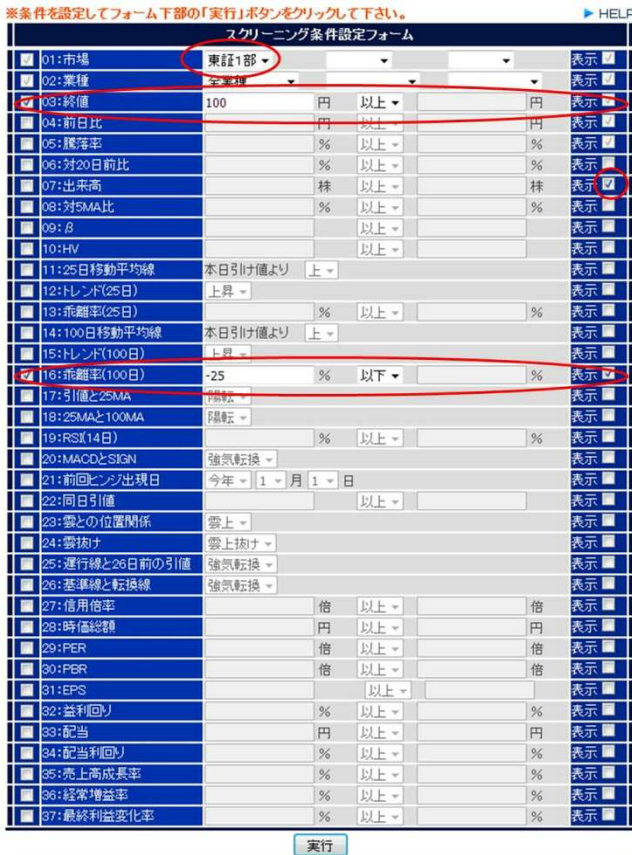 ※条件を設定してフォーム下部の「実行」ボタンをクリックして下さい。 ▶ HELP
スクリーニング条件設定フォーム
01:市場 東証1部 表示
02:業種 全業種 表示
03:終値 100 円 以上 円 表示
04:前日比 円 以上 円 表示
05:騰落率 % 以上 % 表示
06:対20日前比 % 以上 % 表示
07:出来高 株 以上 株 表示
08:対5MA比 % 以上 % 表示
09:β 以上 表示
10:HV 以上 表示
11:25日移動平均線 本日引け値より 上 表示
12:トレンド(25日) 上昇 表示
13:乖離率(25日) % 以上 % 表示
14:100日移動平均線 本日引け値より 上 表示
15:トレンド(100日) 上昇 表示
16:乖離率(100日) -25 % 以下 % 表示
17:引値と25MA 陽転 表示
18:25MAと100MA 陽転 表示
19:RSI(14日) % 以上 % 表示
20:MACDとSIGN 強気転換 表示
21:前回ヒンジ出現日 今年 1 月 1 日 表示
22:同日引値 以上 表示
23:雲との位置関係 雲上 表示
24:雲抜け 雲上抜け 表示
25:遅行線と26日前の引値 強気転換 表示
26:基準線と転換線 強気転換 表示
27:信用倍率 倍 以上 倍 表示
28:時価総額 円 以上 円 表示
29:PER 倍 以上 倍 表示
30:PBR 倍 以上 倍 表示
31:EPS 以上 表示
32:益利回り % 以上 % 表示
33:配当 円 以上 円 表示
34:配当利回り % 以上 % 表示
35:売上高成長率 % 以上 % 表示
36:経常増益率 % 以上 % 表示
37:最終利益変化率 % 以上 % 表示
実行